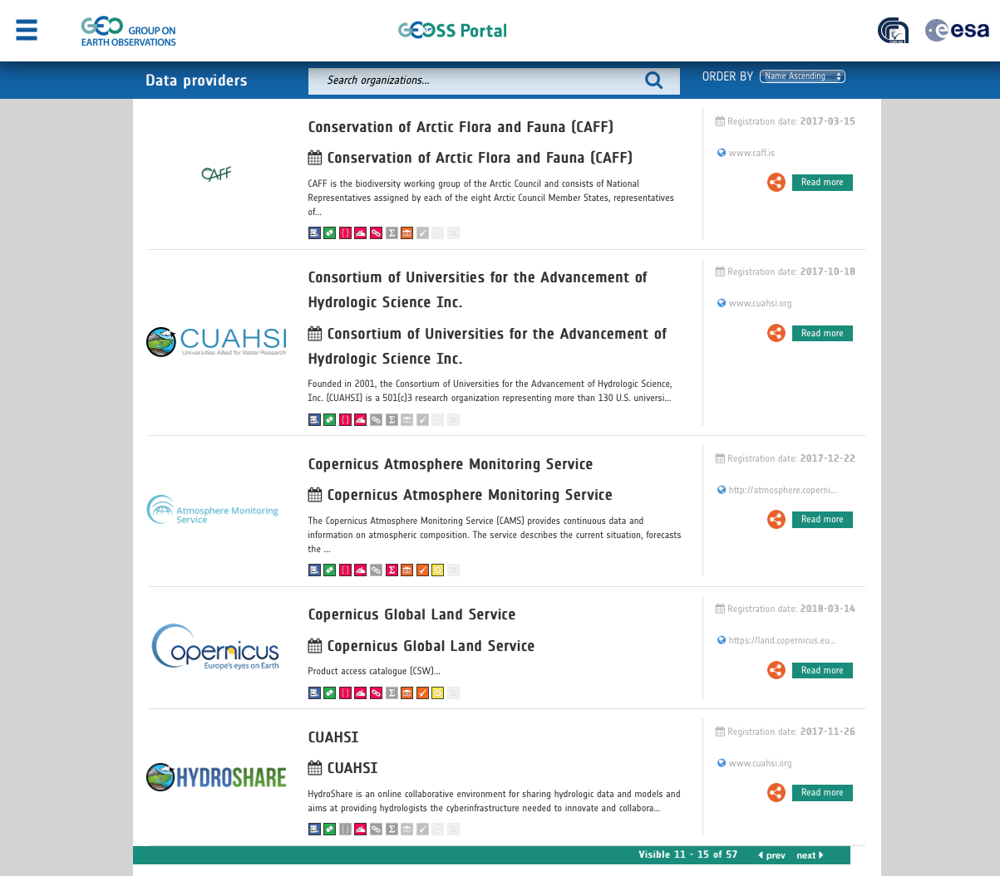 GEO GROUP ON
EARTH OBSERVATIONS
GEOSS Portal
esa
Data providers
Search organizations...
ORDER BY
Name Ascending
CAFF
Conservation of Arctic Flora and Fauna (CAFF)
Conservation of Arctic Flora and Fauna (CAFF)
CAFF is the biodiversity working group of the Arctic Council and consists of National
Representatives assigned by each of the eight Arctic Council Member States, representatives
of...
Registration date: 2017-03-15
www.caff.is
Read more
CUAHSI
Universities Allied for Water Research
Consortium of Universities for the Advancement of
Hydrologic Science Inc.
Consortium of Universities for the Advancement of
Hydrologic Science Inc.
Founded in 2001, the Consortium of Universities for the Advancement of Hydrologic Science,
Inc. (CUAHSI) is a 501(c)3 research organization representing more than 130 U.S. universi...
Registration date: 2017-10-18
www.cuahsi.org
Read more
Atmosphere Monitoring
Service
Copernicus Atmosphere Monitoring Service
Copernicus Atmosphere Monitoring Service
The Copernicus Atmosphere Monitoring Service (CAMS) provides continuous data and
information on atmospheric composition. The service describes the current situation, forecasts
the ...
Registration date: 2017-12-22
http://atmosphere.coperni...
Read more
Copernicus
Europe's eyes on Earth
Copernicus Global Land Service
Copernicus Global Land Service
Product access catalogue (CSW)...
Registration date: 2018-03-14
https://land.copernicus.eu...
Read more
HYDROSHARE
CUAHSI
CUAHSI
HydroShare is an online collaborative environment for sharing hydrologic data and models and
aims at providing hydrologists the cyberinfrastructure needed to innovate and collabora...
Registration date: 2017-11-26
www.cuahsi.org
Read more
Visible 11 - 15 of 57
prev
next